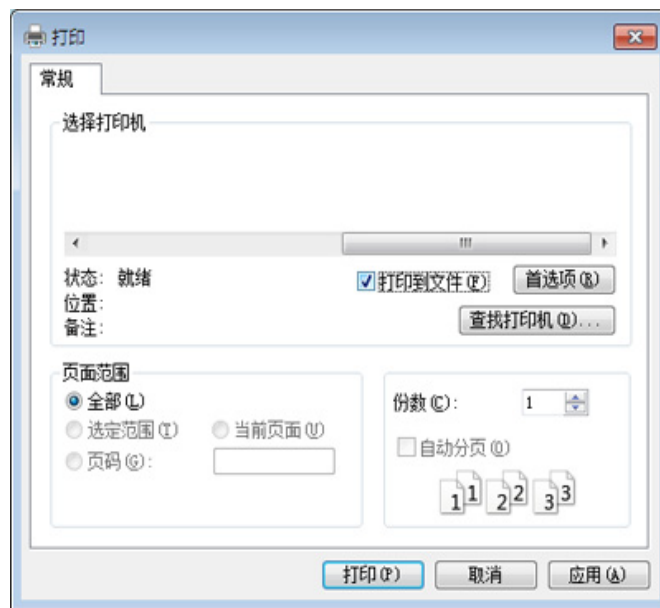 打印
常规
选择打印机
状态: 就绪
打印到文件(F) 首选项(R)
位置:
备注:
查找打印机(D)...
页面范围
全部(L)
选定范围(T) 当前页面(U)
页码(G):
份数(C): 1
自动分页(O)
1 1 2 2 3 3
打印(P) 取消 应用(A)